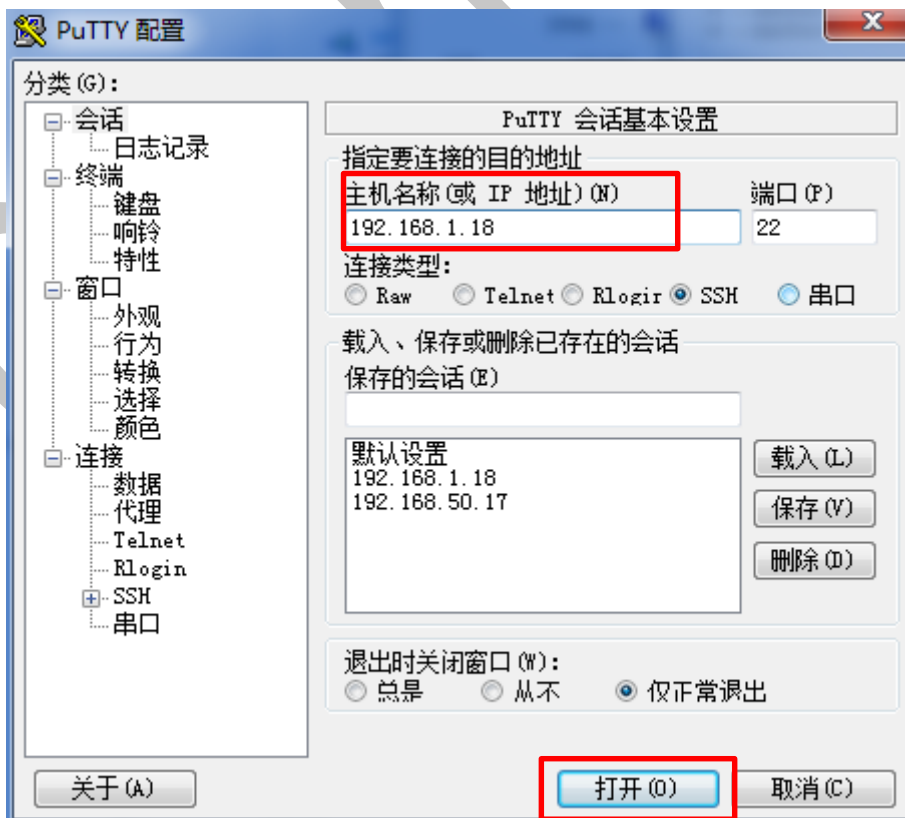 PuTTY 配置
分类(G):
会话
日志记录
终端
键盘
响铃
特性
窗口
外观
行为
转换
选择
颜色
连接
数据
代理
Telnet
Rlogin
SSH
串口
PuTTY 会话基本设置
指定要连接的目的地址
主机名称(或 IP 地址)(N) 端口(P)
192.168.1.18 22
连接类型:
Raw Telnet Rlogir SSH 串口
载入、保存或删除已存在的会话
保存的会话(E)
默认设置
192.168.1.18
192.168.50.17
载入(L)
保存(V)
删除(D)
退出时关闭窗口(W):
总是 从不 仅正常退出
关于(A) 打开(O) 取消(C)